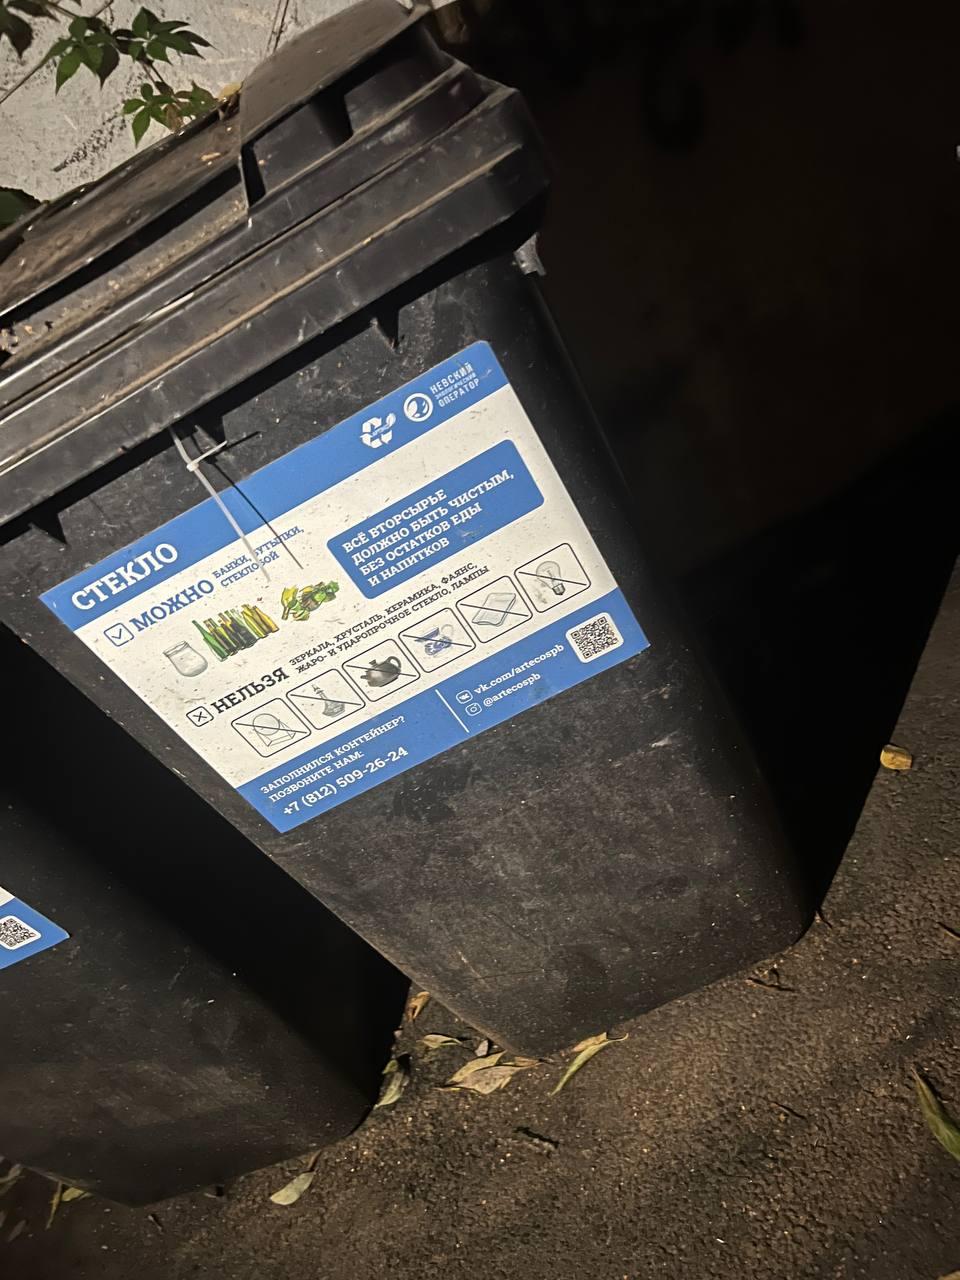 НЕВСКИЙ
ЭКОЛОГИЧЕСКИЙ
ОПЕРАТОР
СТЕКЛО
МОЖНО
БАНКИ, БУТЫЛКИ,
СТЕКЛОБОЙ
ВСЁ ВТОРСЫРЬЕ
ДОЛЖНО БЫТЬ ЧИСТЫМ,
БЕЗ ОСТАТКОВ ЕДЫ
И НАПИТКОВ
НЕЛЬЗЯ
ЗЕРКАЛА, ХРУСТАЛЬ, КЕРАМИКА, ФАЯНС,
ЖАРО- И УДАРОПРОЧНОЕ СТЕКЛО, ЛАМПЫ
ЗАПОЛНИЛСЯ КОНТЕЙНЕР?
ПОЗВОНИТЕ НАМ:
+7 (812) 509-26-24
vk.com/artecospb
@artecospb